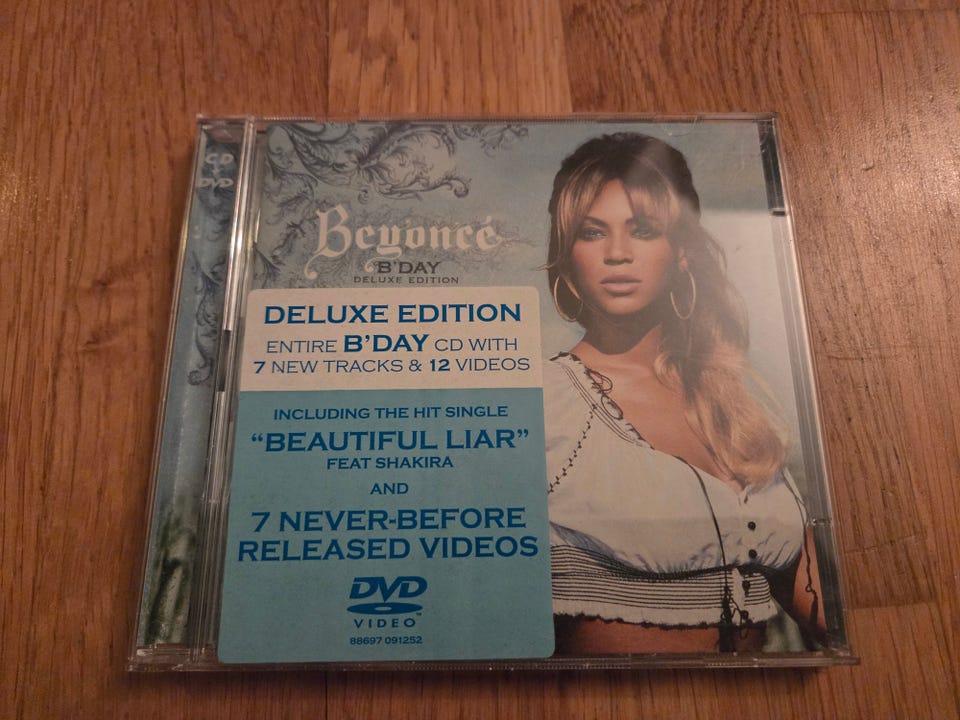 CD
+
DVD
Beyoncé
B'DAY
DELUXE EDITION
DELUXE EDITION
ENTIRE B'DAY CD WITH
7 NEW TRACKS & 12 VIDEOS
INCLUDING THE HIT SINGLE
"BEAUTIFUL LIAR"
FEAT SHAKIRA
AND
7 NEVER-BEFORE
RELEASED VIDEOS
DVD
VIDEO™
88697 091252